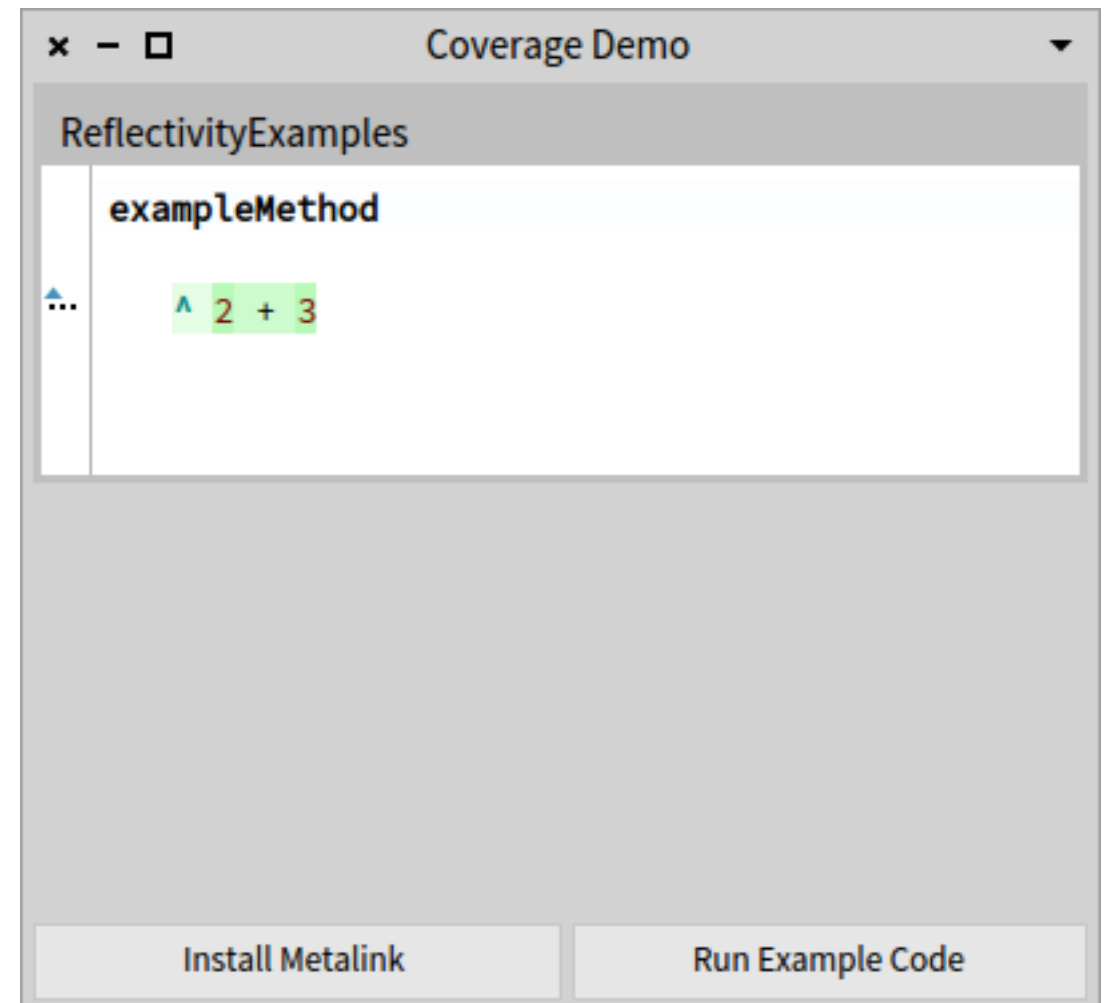 Coverage Demo
ReflectivityExamples
exampleMethod
^ 2 + 3
Install Metalink
Run Example Code